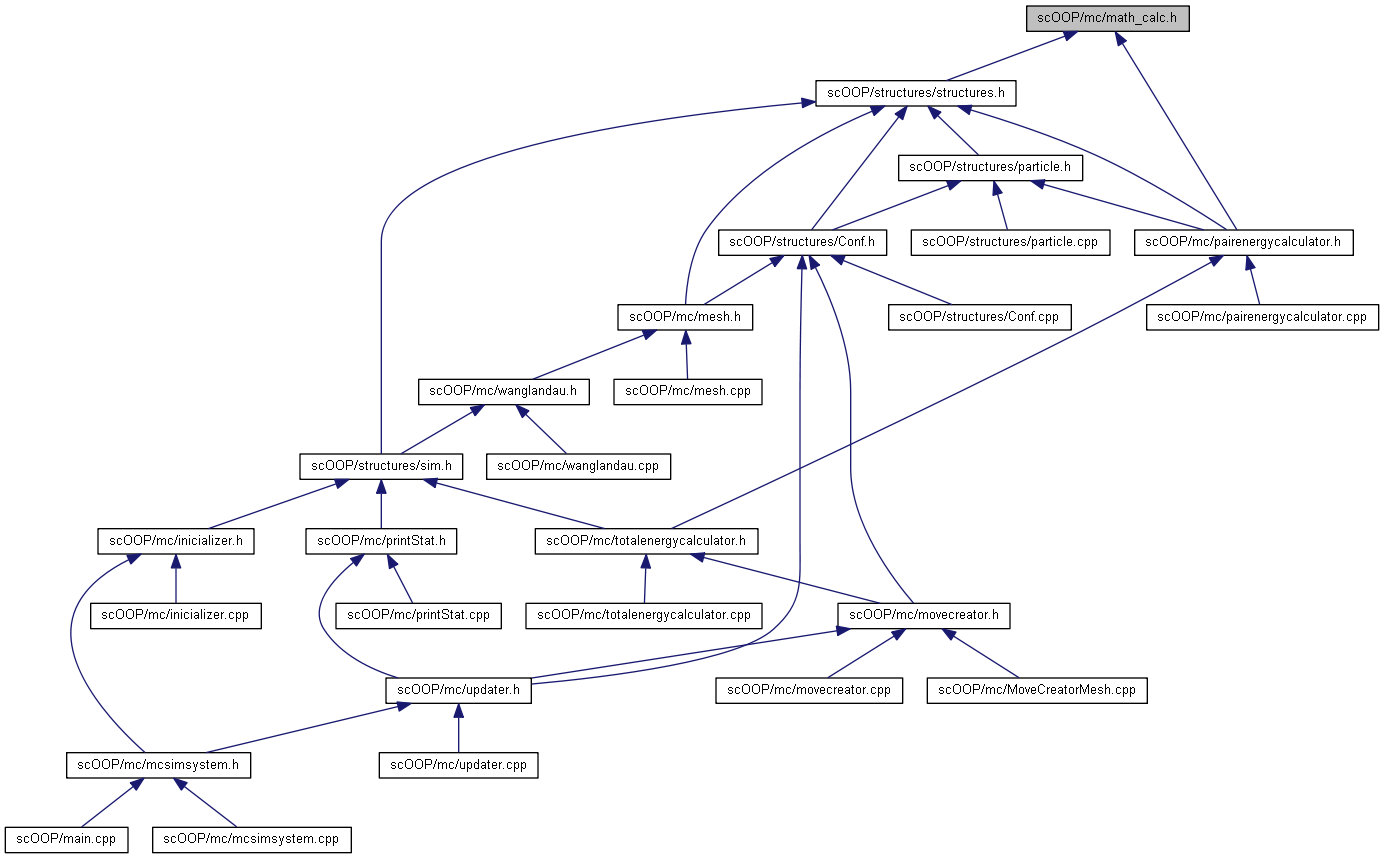 scOOP/mc/math_calc.h
scOOP/structures/structures.h
scOOP/structures/particle.h
scOOP/structures/Conf.h
scOOP/structures/particle.cpp
scOOP/mc/pairenergycalculator.h
scOOP/mc/mesh.h
scOOP/structures/Conf.cpp
scOOP/mc/pairenergycalculator.cpp
scOOP/mc/wanglandau.h
scOOP/mc/mesh.cpp
scOOP/structures/sim.h
scOOP/mc/wanglandau.cpp
scOOP/mc/inicializer.h
scOOP/mc/printStat.h
scOOP/mc/totalenergycalculator.h
scOOP/mc/inicializer.cpp
scOOP/mc/printStat.cpp
scOOP/mc/totalenergycalculator.cpp
scOOP/mc/movecreator.h
scOOP/mc/updater.h
scOOP/mc/movecreator.cpp
scOOP/mc/MoveCreatorMesh.cpp
scOOP/mc/mcsimsystem.h
scOOP/mc/updater.cpp
scOOP/main.cpp
scOOP/mc/mcsimsystem.cpp